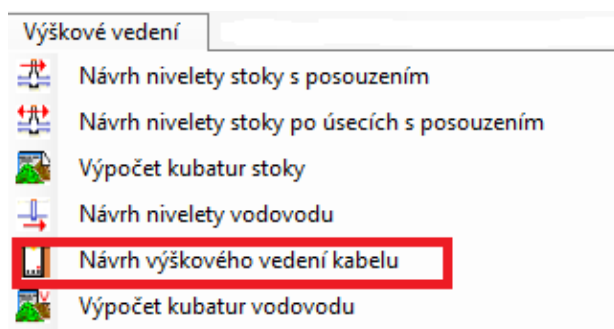 Výškové vedení
Návrh nivelety stoky s posouzením
Návrh nivelety stoky po úsecích s posouzením
Výpočet kubatur stoky
Návrh nivelety vodovodu
Návrh výškového vedení kabelu
Výpočet kubatur vodovodu